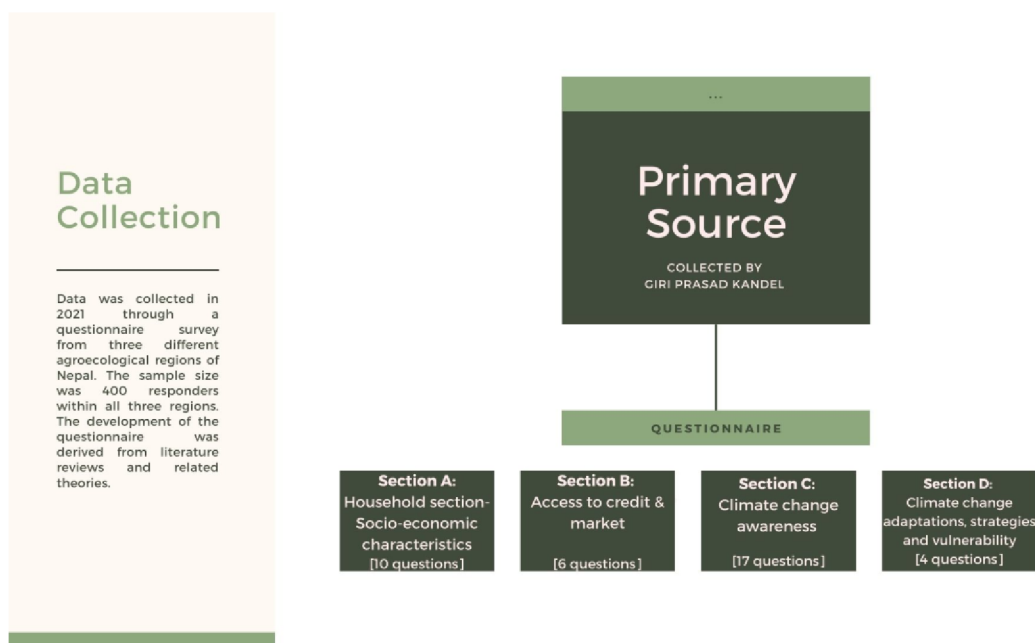 Data
Collection
Data was collected in
2021 through a
questionnaire survey
from three different
agroecological regions of
Nepal. The sample size
was 400 responders
within all three regions.
The development of the
questionnaire was
derived from literature
reviews and related
theories.
...
Primary
Source
COLLECTED BY
GIRI PRASAD KANDEL
QUESTIONNAIRE
Section A:
Household section-
Socio-economic
characteristics
[10 questions]
Section B:
Access to credit &
market
[6 questions]
Section C:
Climate change
awareness
[17 questions]
Section D:
Climate change
adaptations, strategies
and vulnerability
[4 questions]